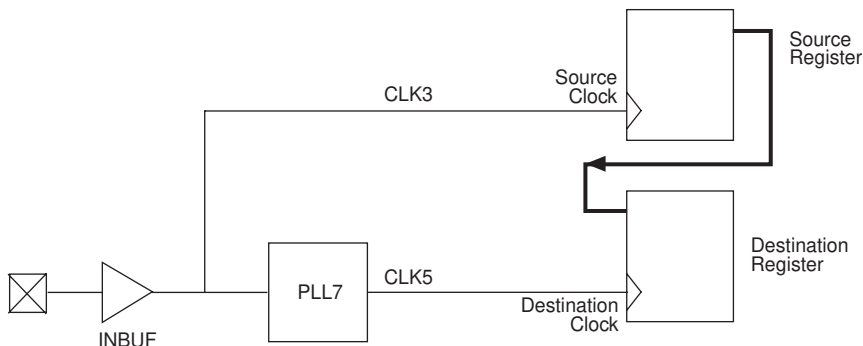 Source
Register
Source
Clock
CLK3
Destination
Register
PLL7
CLK5
Destination
Clock
INBUF